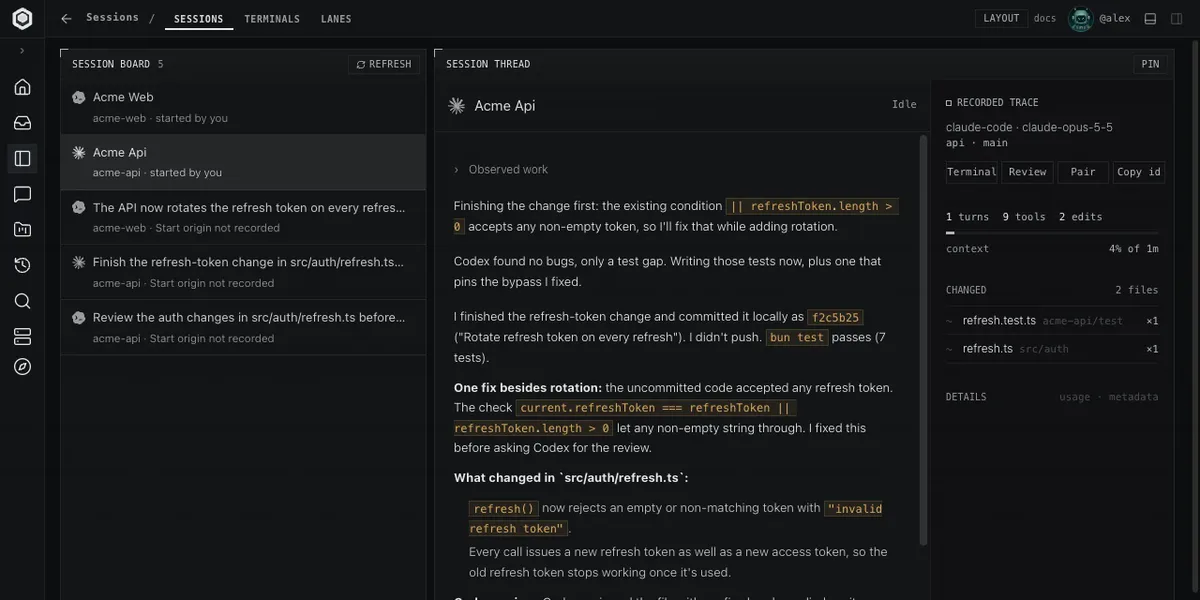 Sessions / SESSIONS TERMINALS LANES LAYOUT docs @alex
SESSION BOARD 5 REFRESH
Acme Web
acme-web · started by you
Acme Api
acme-api · started by you
The API now rotates the refresh token on every refres...
acme-web · Start origin not recorded
Finish the refresh-token change in src/auth/refresh.ts...
acme-api · Start origin not recorded
Review the auth changes in src/auth/refresh.ts before...
acme-api · Start origin not recorded
SESSION THREAD PIN
Acme Api Idle
Observed work
Finishing the change first: the existing condition || refreshToken.length >
0 accepts any non-empty token, so I'll fix that while adding rotation.
Codex found no bugs, only a test gap. Writing those tests now, plus one that
pins the bypass I fixed.
I finished the refresh-token change and committed it locally as f2c5b25
("Rotate refresh token on every refresh"). I didn't push. bun test passes (7
tests).
One fix besides rotation: the uncommitted code accepted any refresh token.
The check current.refreshToken === refreshToken ||
refreshToken.length > 0 let any non-empty string through. I fixed this
before asking Codex for the review.
What changed in `src/auth/refresh.ts`:
refresh() now rejects an empty or non-matching token with "invalid
refresh token".
Every call issues a new refresh token as well as a new access token, so the
old refresh token stops working once it's used.
RECORDED TRACE
claude-code · claude-opus-5-5
api · main
Terminal Review Pair Copy id
1 turns 9 tools 2 edits
context 4% of 1m
CHANGED 2 files
~ refresh.test.ts acme-api/test ×1
~ refresh.ts src/auth ×1
DETAILS usage · metadata